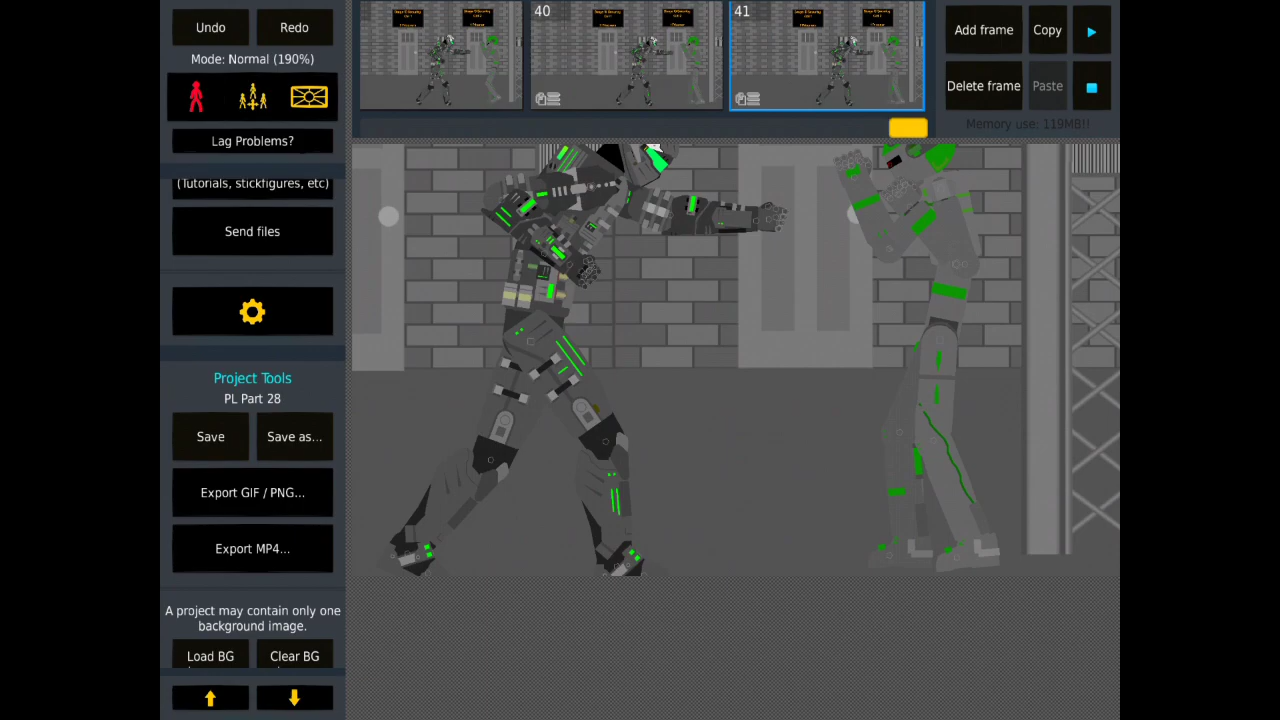 Undo
Redo
Mode: Normal (190%)
Lag Problems?
(Tutorials, stickfigures, etc)
Send files
Project Tools
PL Part 28
Save
Save as...
Export GIF / PNG...
Export MP4...
A project may contain only one
background image.
Load BG
Clear BG
40
41
Add frame
Copy
Delete frame
Paste
Memory use: 119MB!!